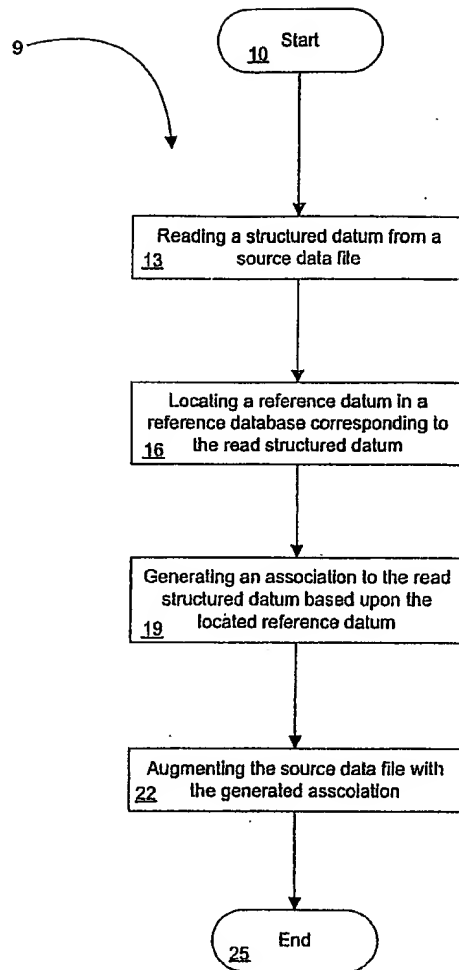 9
10 Start
Reading a structured datum from a
13 source data file
Locating a reference datum in a
reference database corresponding to
16 the read structured datum
Generating an association to the read
structured datum based upon the
19 located reference datum
Augmenting the source data file with
22 the generated association
25 End